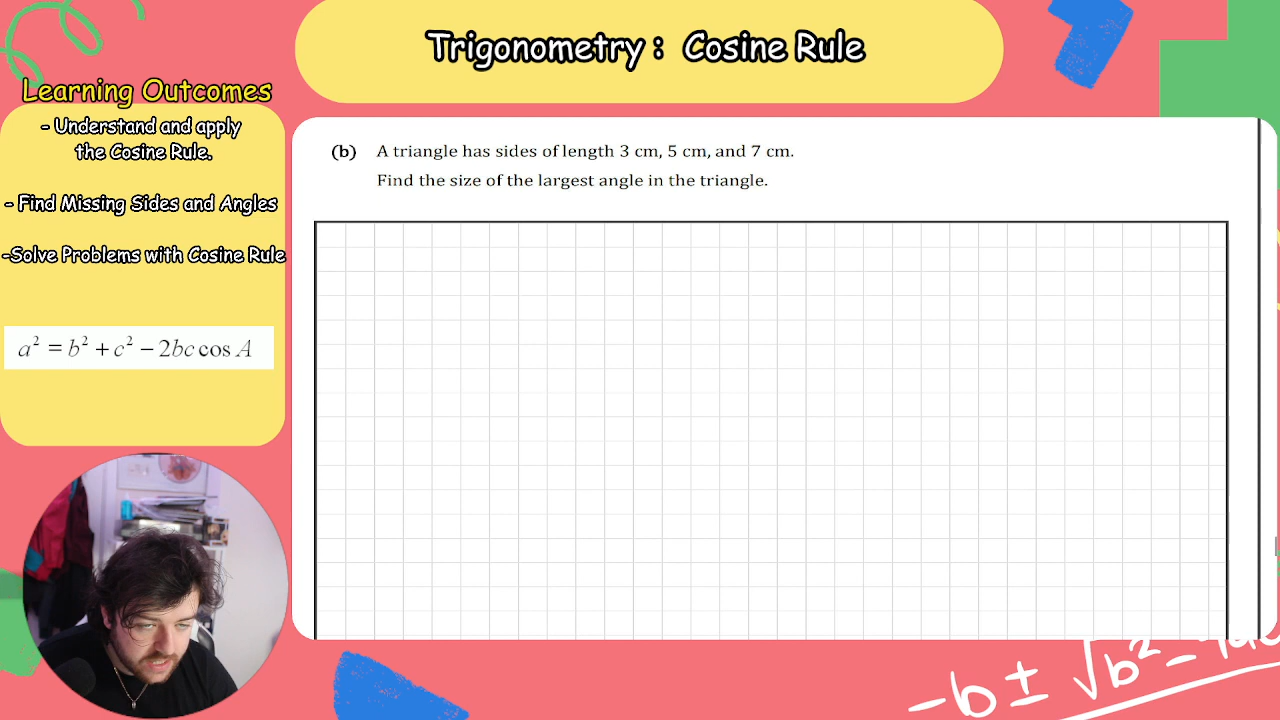 Trigonometry : Cosine Rule
Learning Outcomes
- Understand and apply
the Cosine Rule.
- Find Missing Sides and Angles
-Solve Problems with Cosine Rule
a² = b² + c² − 2bc cos A
(b) A triangle has sides of length 3 cm, 5 cm, and 7 cm.
Find the size of the largest angle in the triangle.
-b ± √b² -